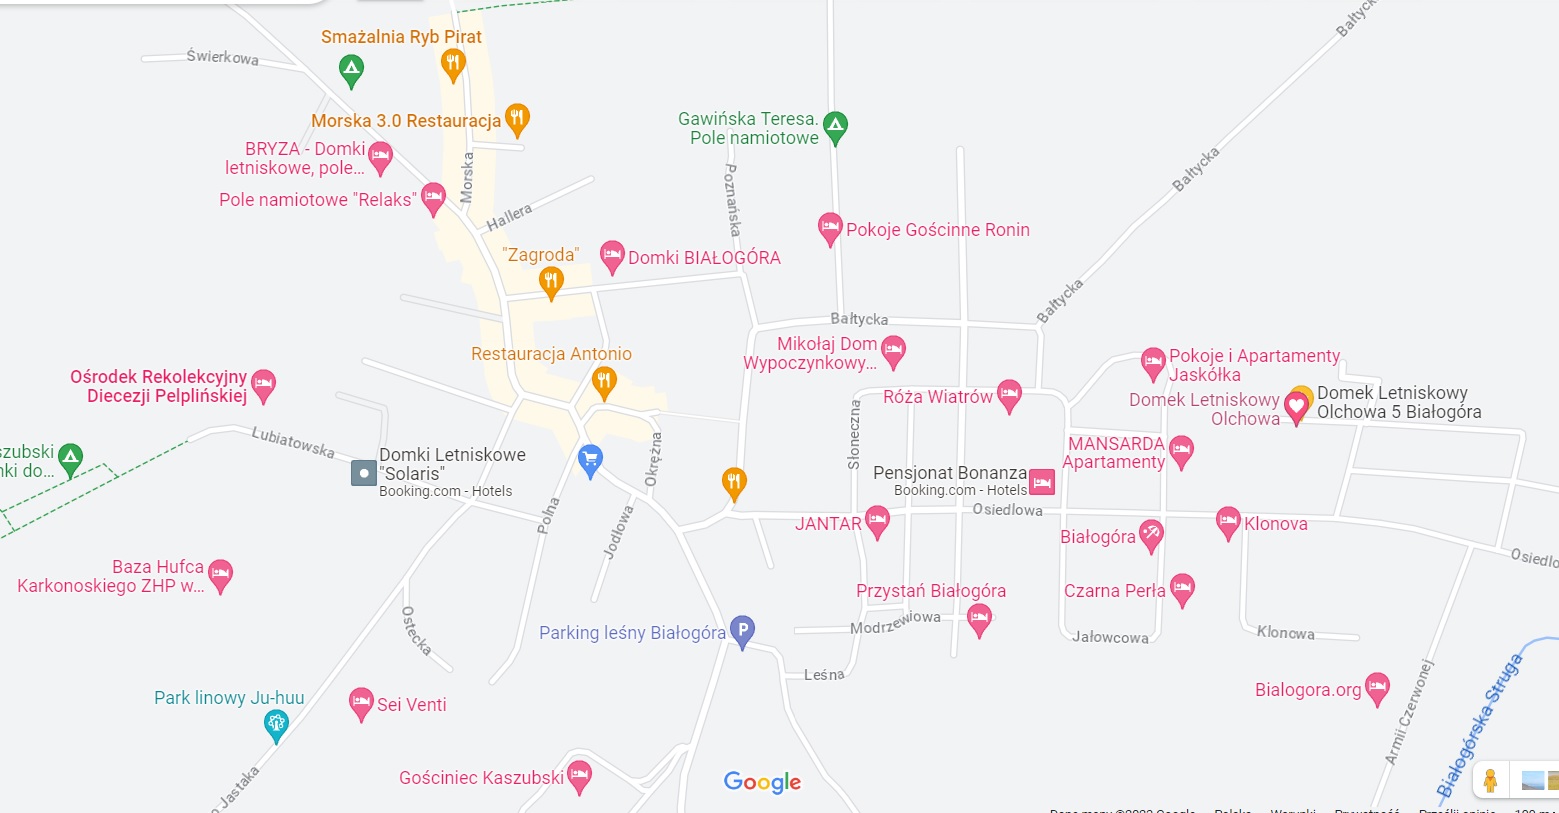 Smażalnia Ryb Pirat
Świerkowa
Bałtycka
Morska 3.0 Restauracja
Gawińska Teresa.
Pole namiotowe
BRYZA - Domki
letniskowe, pole...
Morska
Poznańska
Bałtycka
Pole namiotowe "Relaks"
Hallera
Pokoje Gościnne Ronin
"Zagroda"
Domki BIAŁOGÓRA
Bałtycka
Bałtycka
Restauracja Antonio
Mikołaj Dom
Wypoczynkowy...
Pokoje i Apartamenty
Jaskółka
Ośrodek Rekolekcyjny
Diecezji Pelplińskiej
Róża Wiatrów
Domek Letniskowy
Olchowa
Domek Letniskowy
Olchowa 5 Białogóra
Lubiatowska
Okrężna
Słoneczna
MANSARDA
Apartamenty
szubski
nki do...
Domki Letniskowe
"Solaris"
Booking.com - Hotels
Pensjonat Bonanza
Booking.com - Hotels
Polna
Jodłowa
JANTAR
Osiedlowa
Białogóra
Klonova
Osiedlo
Baza Hufca
Karkonoskiego ZHP w...
Przystań Białogóra
Czarna Perła
Ostecka
Parking leśny Białogóra
P
Modrzewiowa
Jałowcowa
Klonowa
Leśna
Park linowy Ju-huu
Sei Venti
Bialogora.org
Armii Czerwonej
Białogórska Struga
Gościniec Kaszubski
Google
o Jastaka